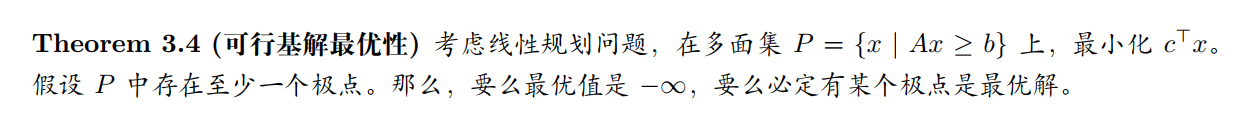 Theorem 3.4 (可行基解最优性) 考虑线性规划问题，在多面集 P = {x | Ax ≥ b} 上，最小化 c⊤x。
假设 P 中存在至少一个极点。那么，要么最优值是 −∞，要么必定有某个极点是最优解。